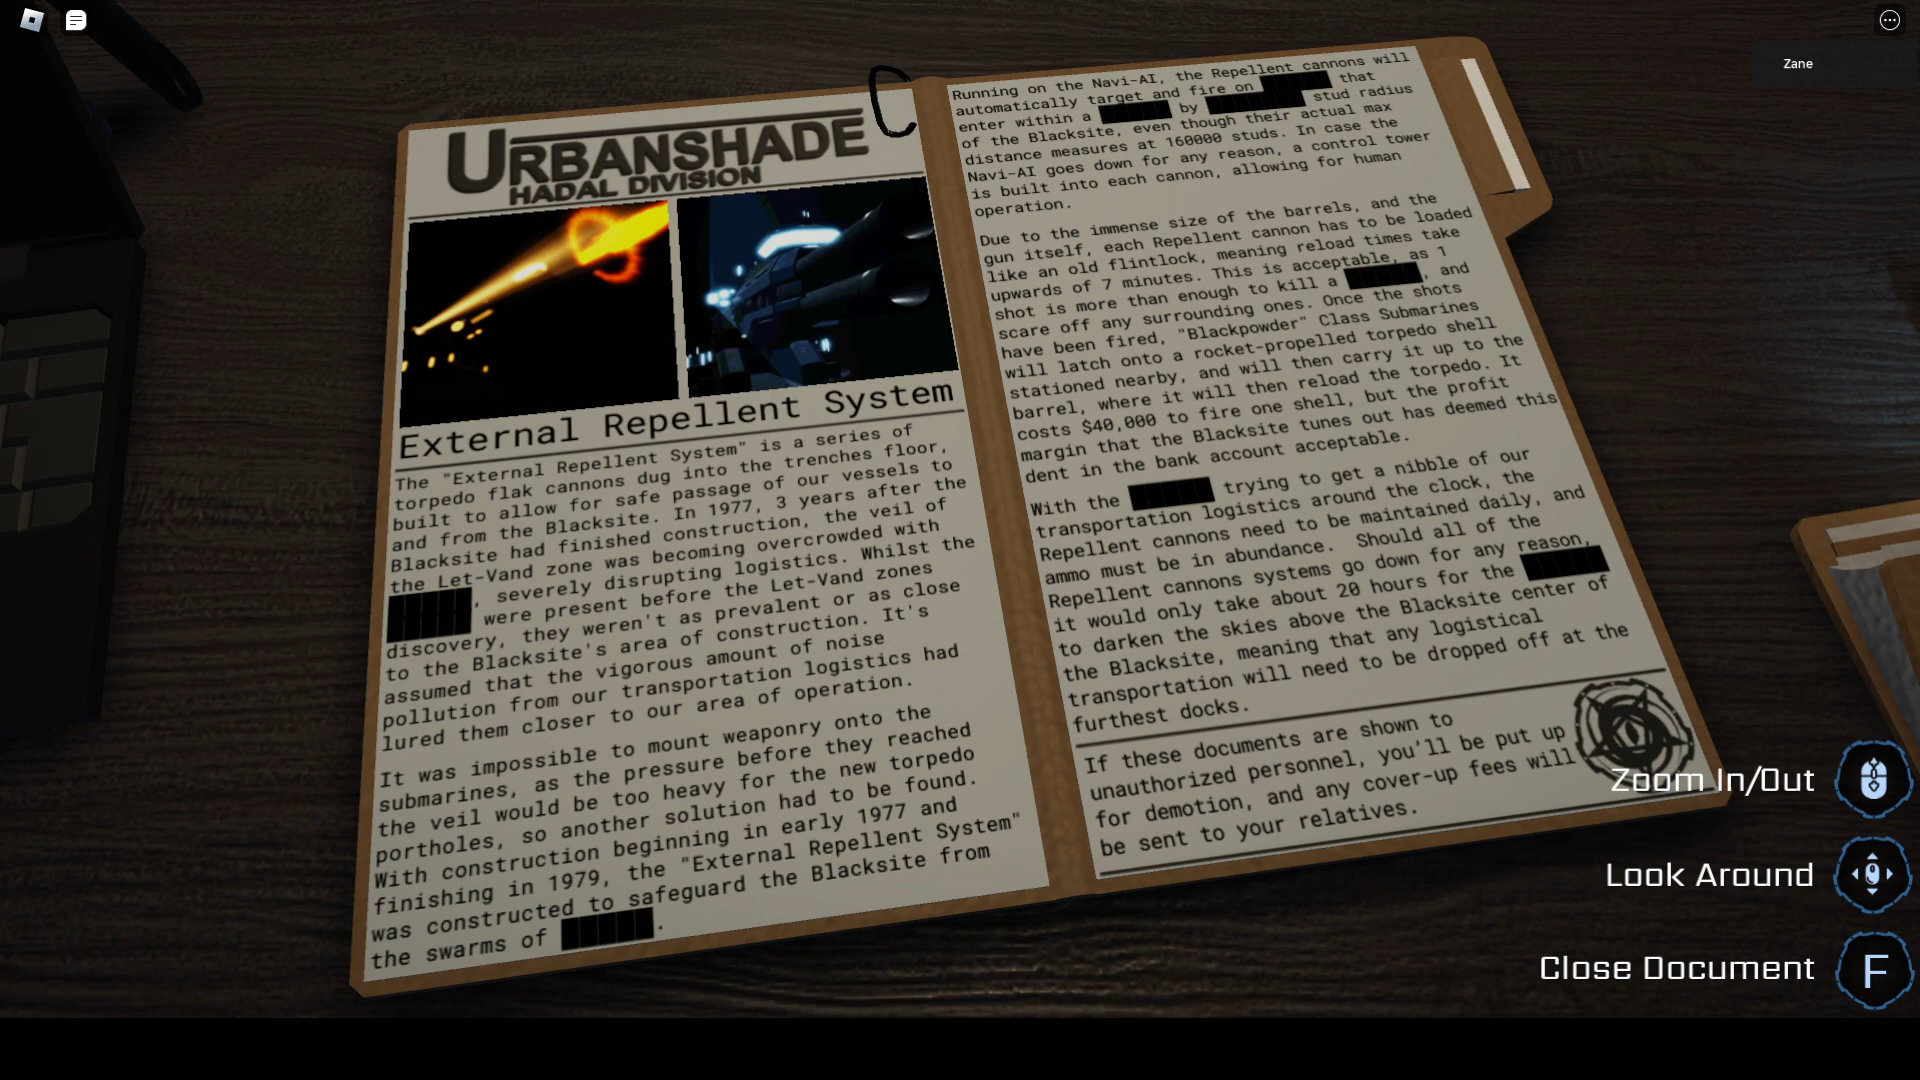 Zane
URBANSHADE
HADAL DIVISION
External Repellent System
The "External Repellent System" is a series of
torpedo flak cannons dug into the trenches floor,
built to allow for safe passage of our vessels to
and from the Blacksite. In 1977, 3 years after the
Blacksite had finished construction, the veil of
the Let-Vand zone was becoming overcrowded with
, severely disrupting logistics. Whilst the
were present before the Let-Vand zones
discovery, they weren't as prevalent or as close
to the Blacksite's area of construction. It's
assumed that the vigorous amount of noise
pollution from our transportation logistics had
lured them closer to our area of operation.
It was impossible to mount weaponry onto the
submarines, as the pressure before they reached
the veil would be too heavy for the new torpedo
portholes, so another solution had to be found.
With construction beginning in early 1977 and
finishing in 1979, the "External Repellent System"
was constructed to safeguard the Blacksite from
the swarms of .
Running on the Navi-AI, the Repellent cannons will
automatically target and fire on that
enter within a by stud radius
of the Blacksite, even though their actual max
distance measures at 160000 studs. In case the
Navi-AI goes down for any reason, a control tower
is built into each cannon, allowing for human
operation.
Due to the immense size of the barrels, and the
gun itself, each Repellent cannon has to be loaded
like an old flintlock, meaning reload times take
upwards of 7 minutes. This is acceptable, as 1
shot is more than enough to kill a , and
scare off any surrounding ones. Once the shots
have been fired, "Blackpowder" Class Submarines
will latch onto a rocket-propelled torpedo shell
stationed nearby, and will then carry it up to the
barrel, where it will then reload the torpedo. It
costs $40,000 to fire one shell, but the profit
margin that the Blacksite tunes out has deemed this
dent in the bank account acceptable.
With the trying to get a nibble of our
transportation logistics around the clock, the
Repellent cannons need to be maintained daily, and
ammo must be in abundance. Should all of the
Repellent cannons systems go down for any reason,
it would only take about 20 hours for the
to darken the skies above the Blacksite center of
the Blacksite, meaning that any logistical
transportation will need to be dropped off at the
furthest docks.
If these documents are shown to
unauthorized personnel, you'll be put up
for demotion, and any cover-up fees will
be sent to your relatives.
Zoom In/Out
Look Around
Close Document
F